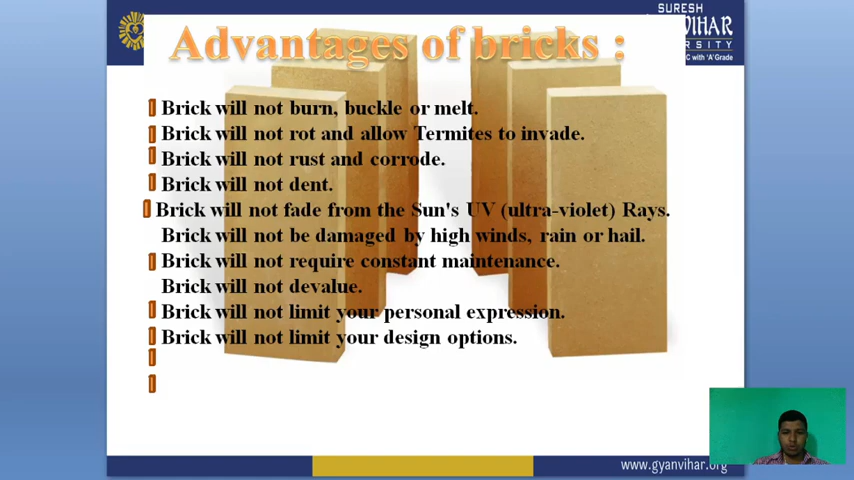 SURESH
ANVIHAR
ERSITY
C with 'A' Grade
Advantages of bricks :
Brick will not burn, buckle or melt.
Brick will not rot and allow Termites to invade.
Brick will not rust and corrode.
Brick will not dent.
Brick will not fade from the Sun's UV (ultra-violet) Rays.
Brick will not be damaged by high winds, rain or hail.
Brick will not require constant maintenance.
Brick will not devalue.
Brick will not limit your personal expression.
Brick will not limit your design options.
www.gyanvihar.org